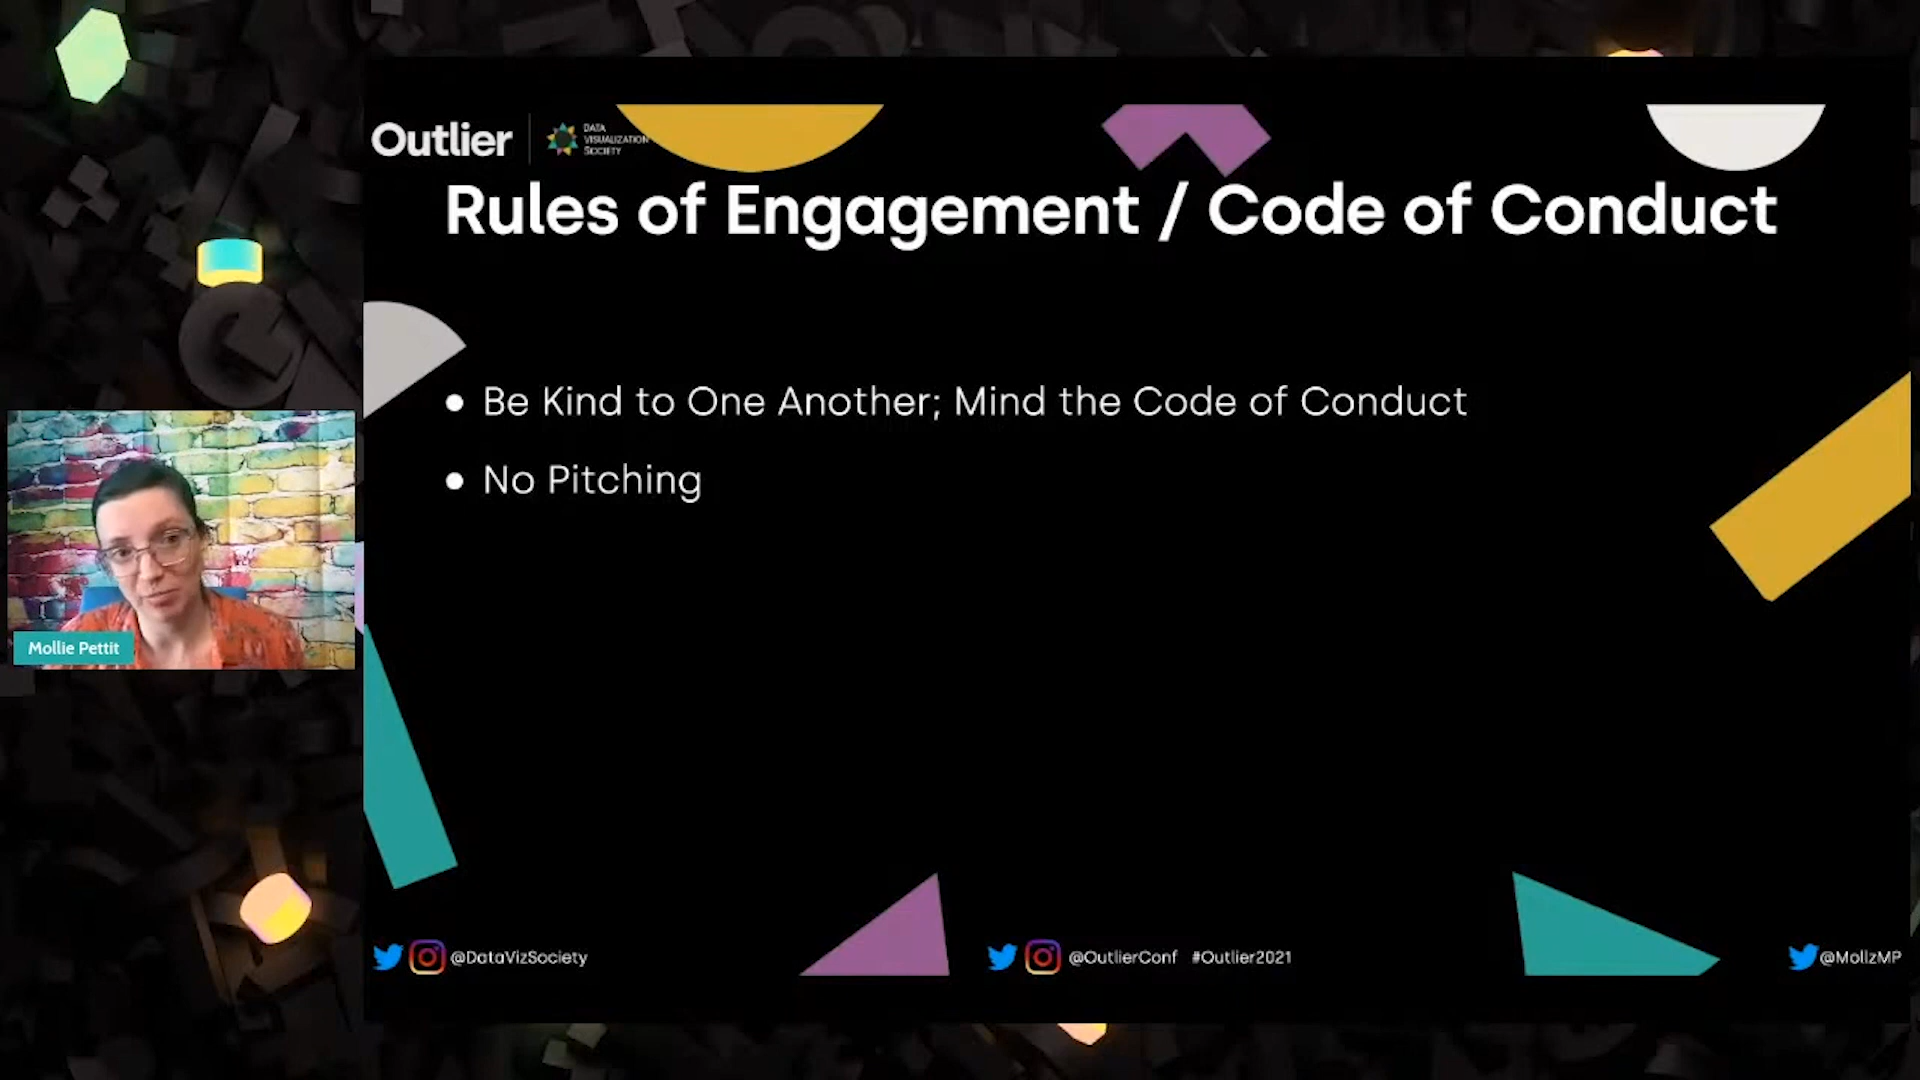 Outlier
DATA
VISUALIZATION
SOCIETY
Rules of Engagement / Code of Conduct
• Be Kind to One Another; Mind the Code of Conduct
• No Pitching
Mollie Pettit
@DataVizSociety
@OutlierConf #Outlier2021
@MollzMP